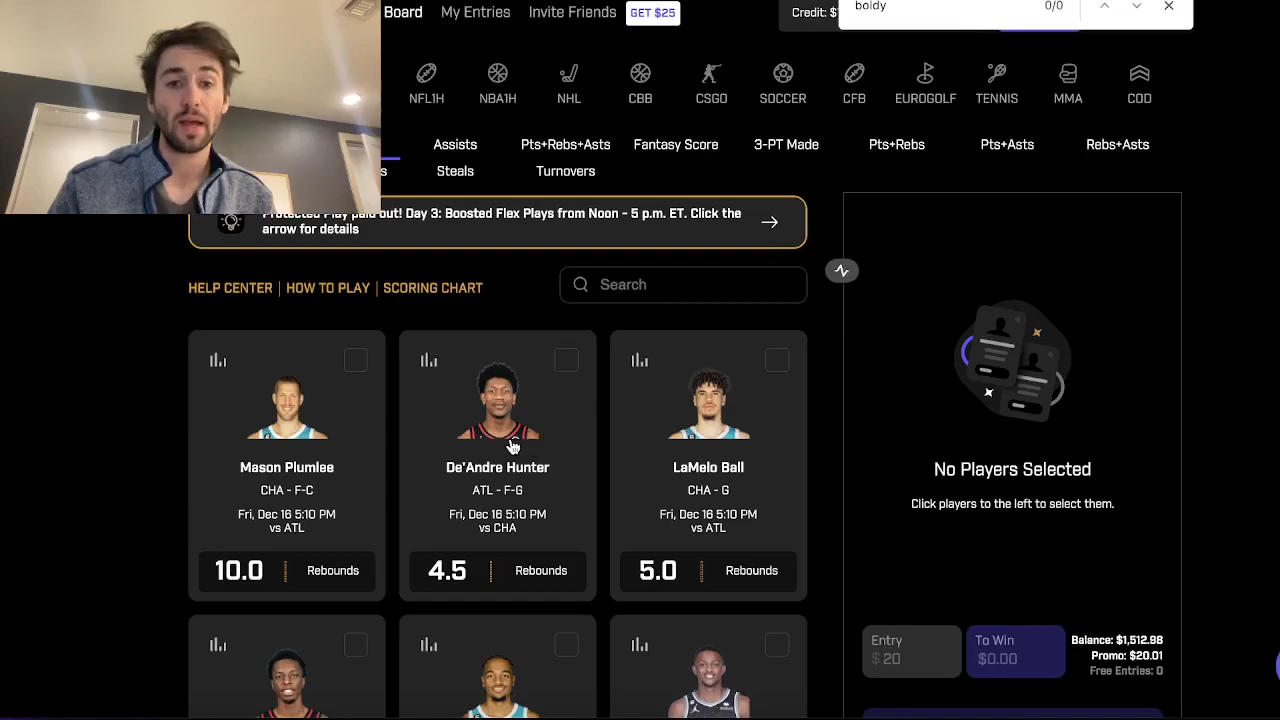 Board
My Entries
Invite Friends
GET $25
Credit: $
boldy
0/0
NFL1H
NBA1H
NHL
CBB
CSGO
SOCCER
CFB
EUROGOLF
TENNIS
MMA
COD
Assists
Pts+Rebs+Asts
Fantasy Score
3-PT Made
Pts+Rebs
Pts+Asts
Rebs+Asts
s
Steals
Turnovers
Protected Play paid out! Day 3: Boosted Flex Plays from Noon - 5 p.m. ET. Click the
arrow for details
HELP CENTER | HOW TO PLAY | SCORING CHART
Search
Mason Plumlee
CHA - F-C
Fri, Dec 16 5:10 PM
vs ATL
10.0
Rebounds
De'Andre Hunter
ATL - F-G
Fri, Dec 16 5:10 PM
vs CHA
4.5
Rebounds
LaMelo Ball
CHA - G
Fri, Dec 16 5:10 PM
vs ATL
5.0
Rebounds
No Players Selected
Click players to the left to select them.
Entry
$ 20
To Win
$0.00
Balance: $1,512.98
Promo: $20.01
Free Entries: 0